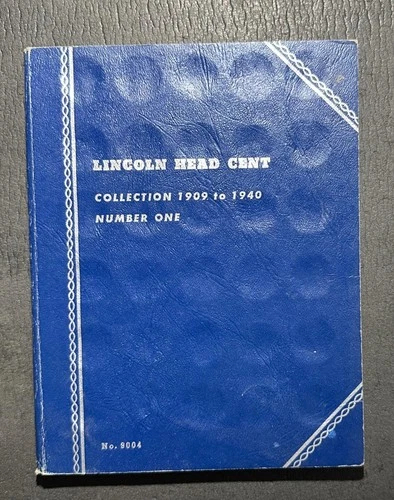 LINCOLN HEAD CENT
COLLECTION 1909 to 1940
NUMBER ONE
No. 9004